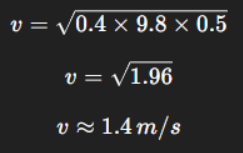 v = √0.4 × 9.8 × 0.5
v = √1.96
v ≈ 1.4 m/s